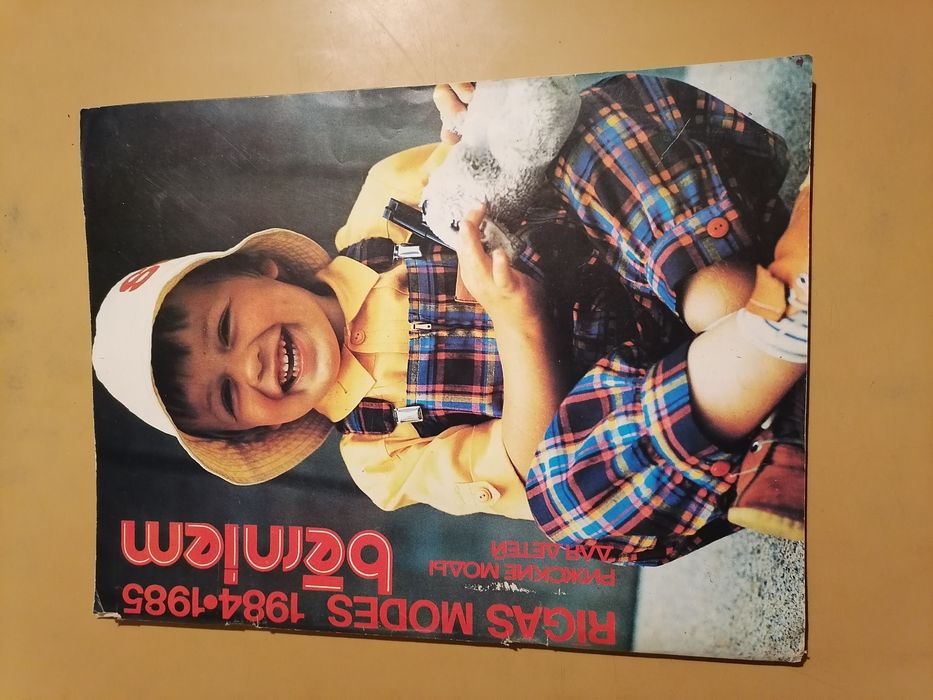 RIGAS MODES 1984•1985
bērniem
РИЖСКИЕ МОДЫ
ДЛЯ ДЕТЕЙ